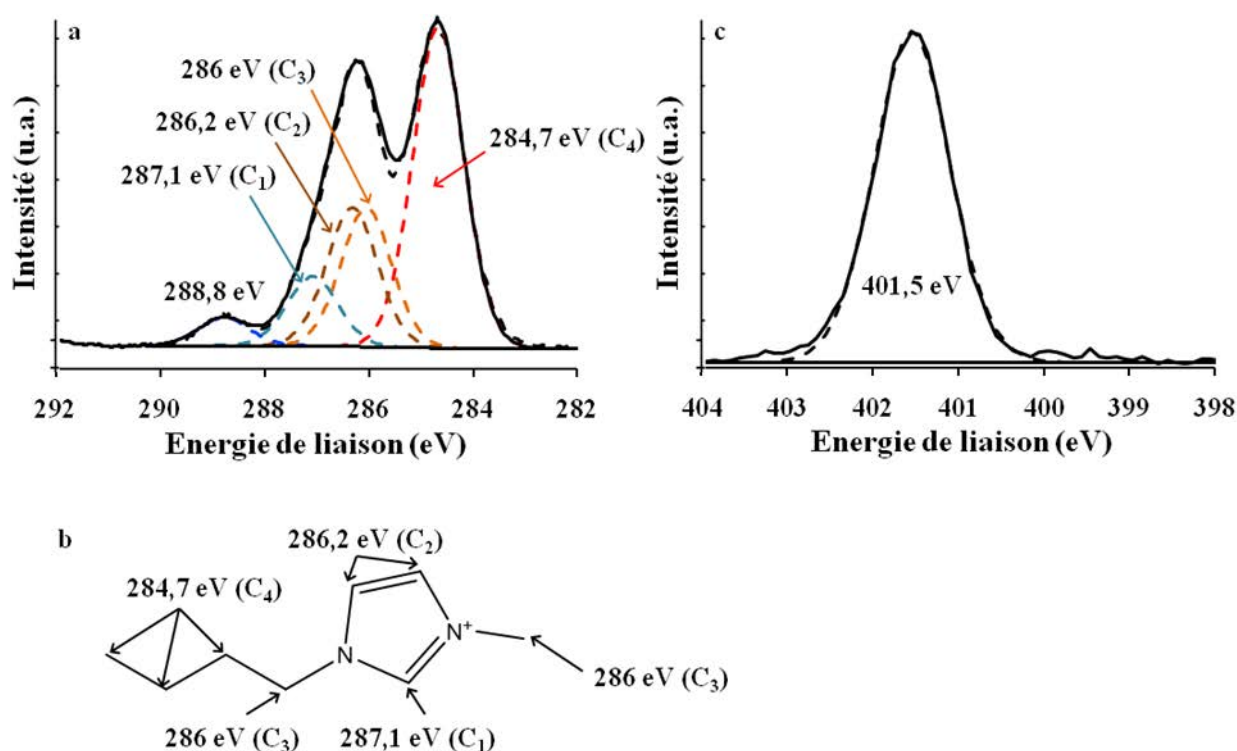 a
286 eV (C₃)
286,2 eV (C₂)
287,1 eV (C₁)
288,8 eV
284,7 eV (C₄)
Intensité (u.a.)
292 290 288 286 284 282
Energie de liaison (eV)
c
401,5 eV
Intensité (u.a.)
404 403 402 401 400 399 398
Energie de liaison (eV)
b
286,2 eV (C₂)
284,7 eV (C₄)
N
N⁺
286 eV (C₃)
286 eV (C₃)
287,1 eV (C₁)